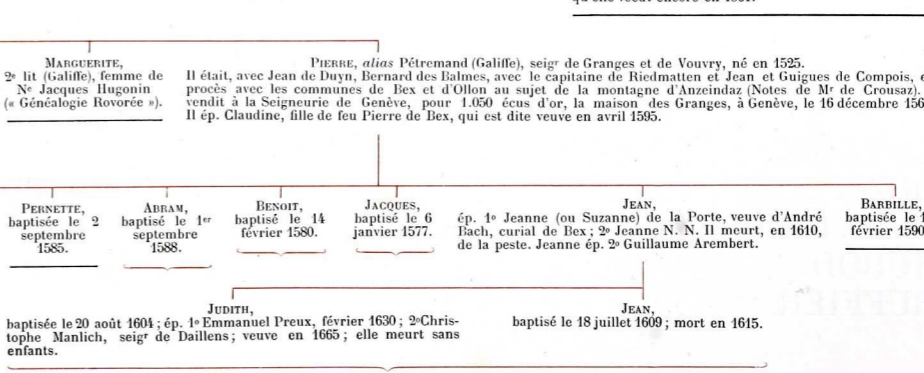 MARGUERITE,
2e lit (Galiffe), femme de
Ne Jacques Hugonin
(« Généalogie Rovorée »).
PIERRE, alias Pétremand (Galiffe), seigr de Granges et de Vouvry, né en 1525.
Il était, avec Jean de Duyn, Bernard des Balmes, avec le capitaine de Riedmatten et Jean et Guigues de Compois,
procès avec les communes de Bex et d'Ollon au sujet de la montagne d'Anzeindaz (Notes de Mr de Crousaz).
vendit à la Seigneurie de Genève, pour 1.050 écus d'or, la maison des Granges, à Genève, le 16 décembre
Il ép. Claudine, fille de feu Pierre de Bex, qui est dite veuve en avril 1595.
PERNETTE,
baptisée le 2
septembre
1585.
ABRAM,
baptisé le 1er
septembre
1588.
BENOIT,
baptisé le 14
février 1580.
JACQUES,
baptisé le 6
janvier 1577.
JEAN,
ép. 1o Jeanne (ou Suzanne) de la Porte, veuve d'André
Bach, curial de Bex ; 2o Jeanne N. N. Il meurt, en 1610,
de la peste. Jeanne ép. 2o Guillaume Arembert.
BARBILLE,
baptisée le
février 1590
JUDITH,
baptisée le 20 août 1604 ; ép. 1o Emmanuel Preux, février 1630 ; 2o Chris-
tophe Manlich, seigr de Daillens ; veuve en 1665 ; elle meurt sans
enfants.
JEAN,
baptisé le 18 juillet 1609 ; mort en 1615.